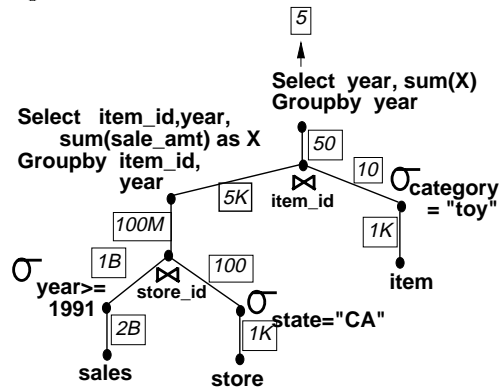 5
Select year, sum(X)
Groupby year
Select item_id,year,
sum(sale_amt) as X
Groupby item_id,
year
50
10
σ category
= "toy"
5K
⋈
item_id
100M
1K
item
σ
year>=
1991
1B
100
⋈
store_id
σ
state="CA"
2B
1K
sales
store